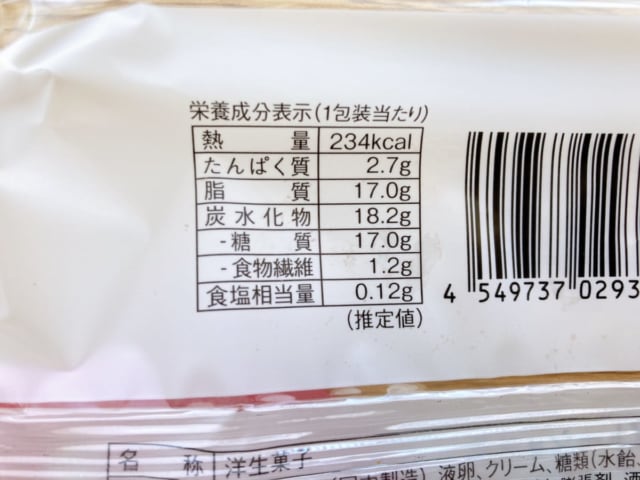 栄養成分表示(1包装当たり)
熱量 234kcal
たんぱく質 2.7g
脂質 17.0g
炭水化物 18.2g
-糖質 17.0g
-食物繊維 1.2g
食塩相当量 0.12g
(推定値)
4 549737 0293
名称 洋生菓子
液卵、クリーム、糖類(水飴、